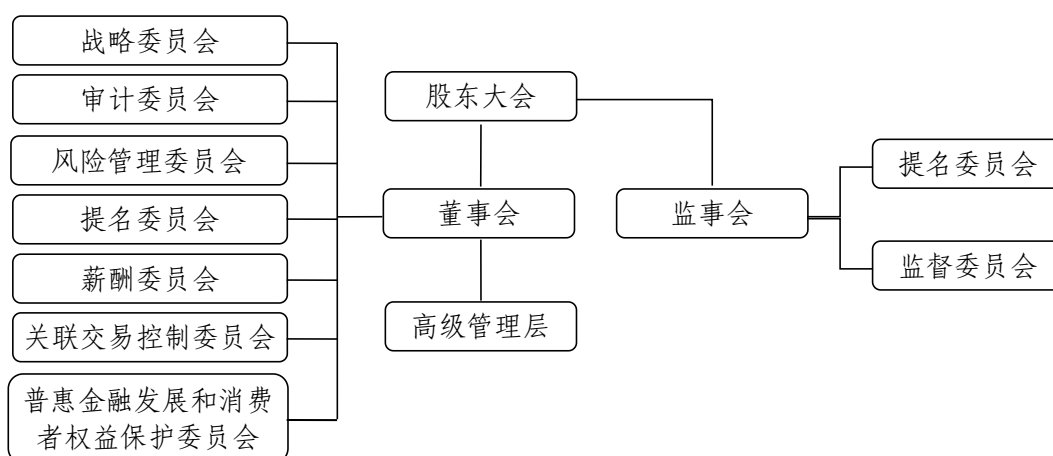 战略委员会
审计委员会
风险管理委员会
提名委员会
薪酬委员会
关联交易控制委员会
普惠金融发展和消费
者权益保护委员会
股东大会
董事会
高级管理层
监事会
提名委员会
监督委员会